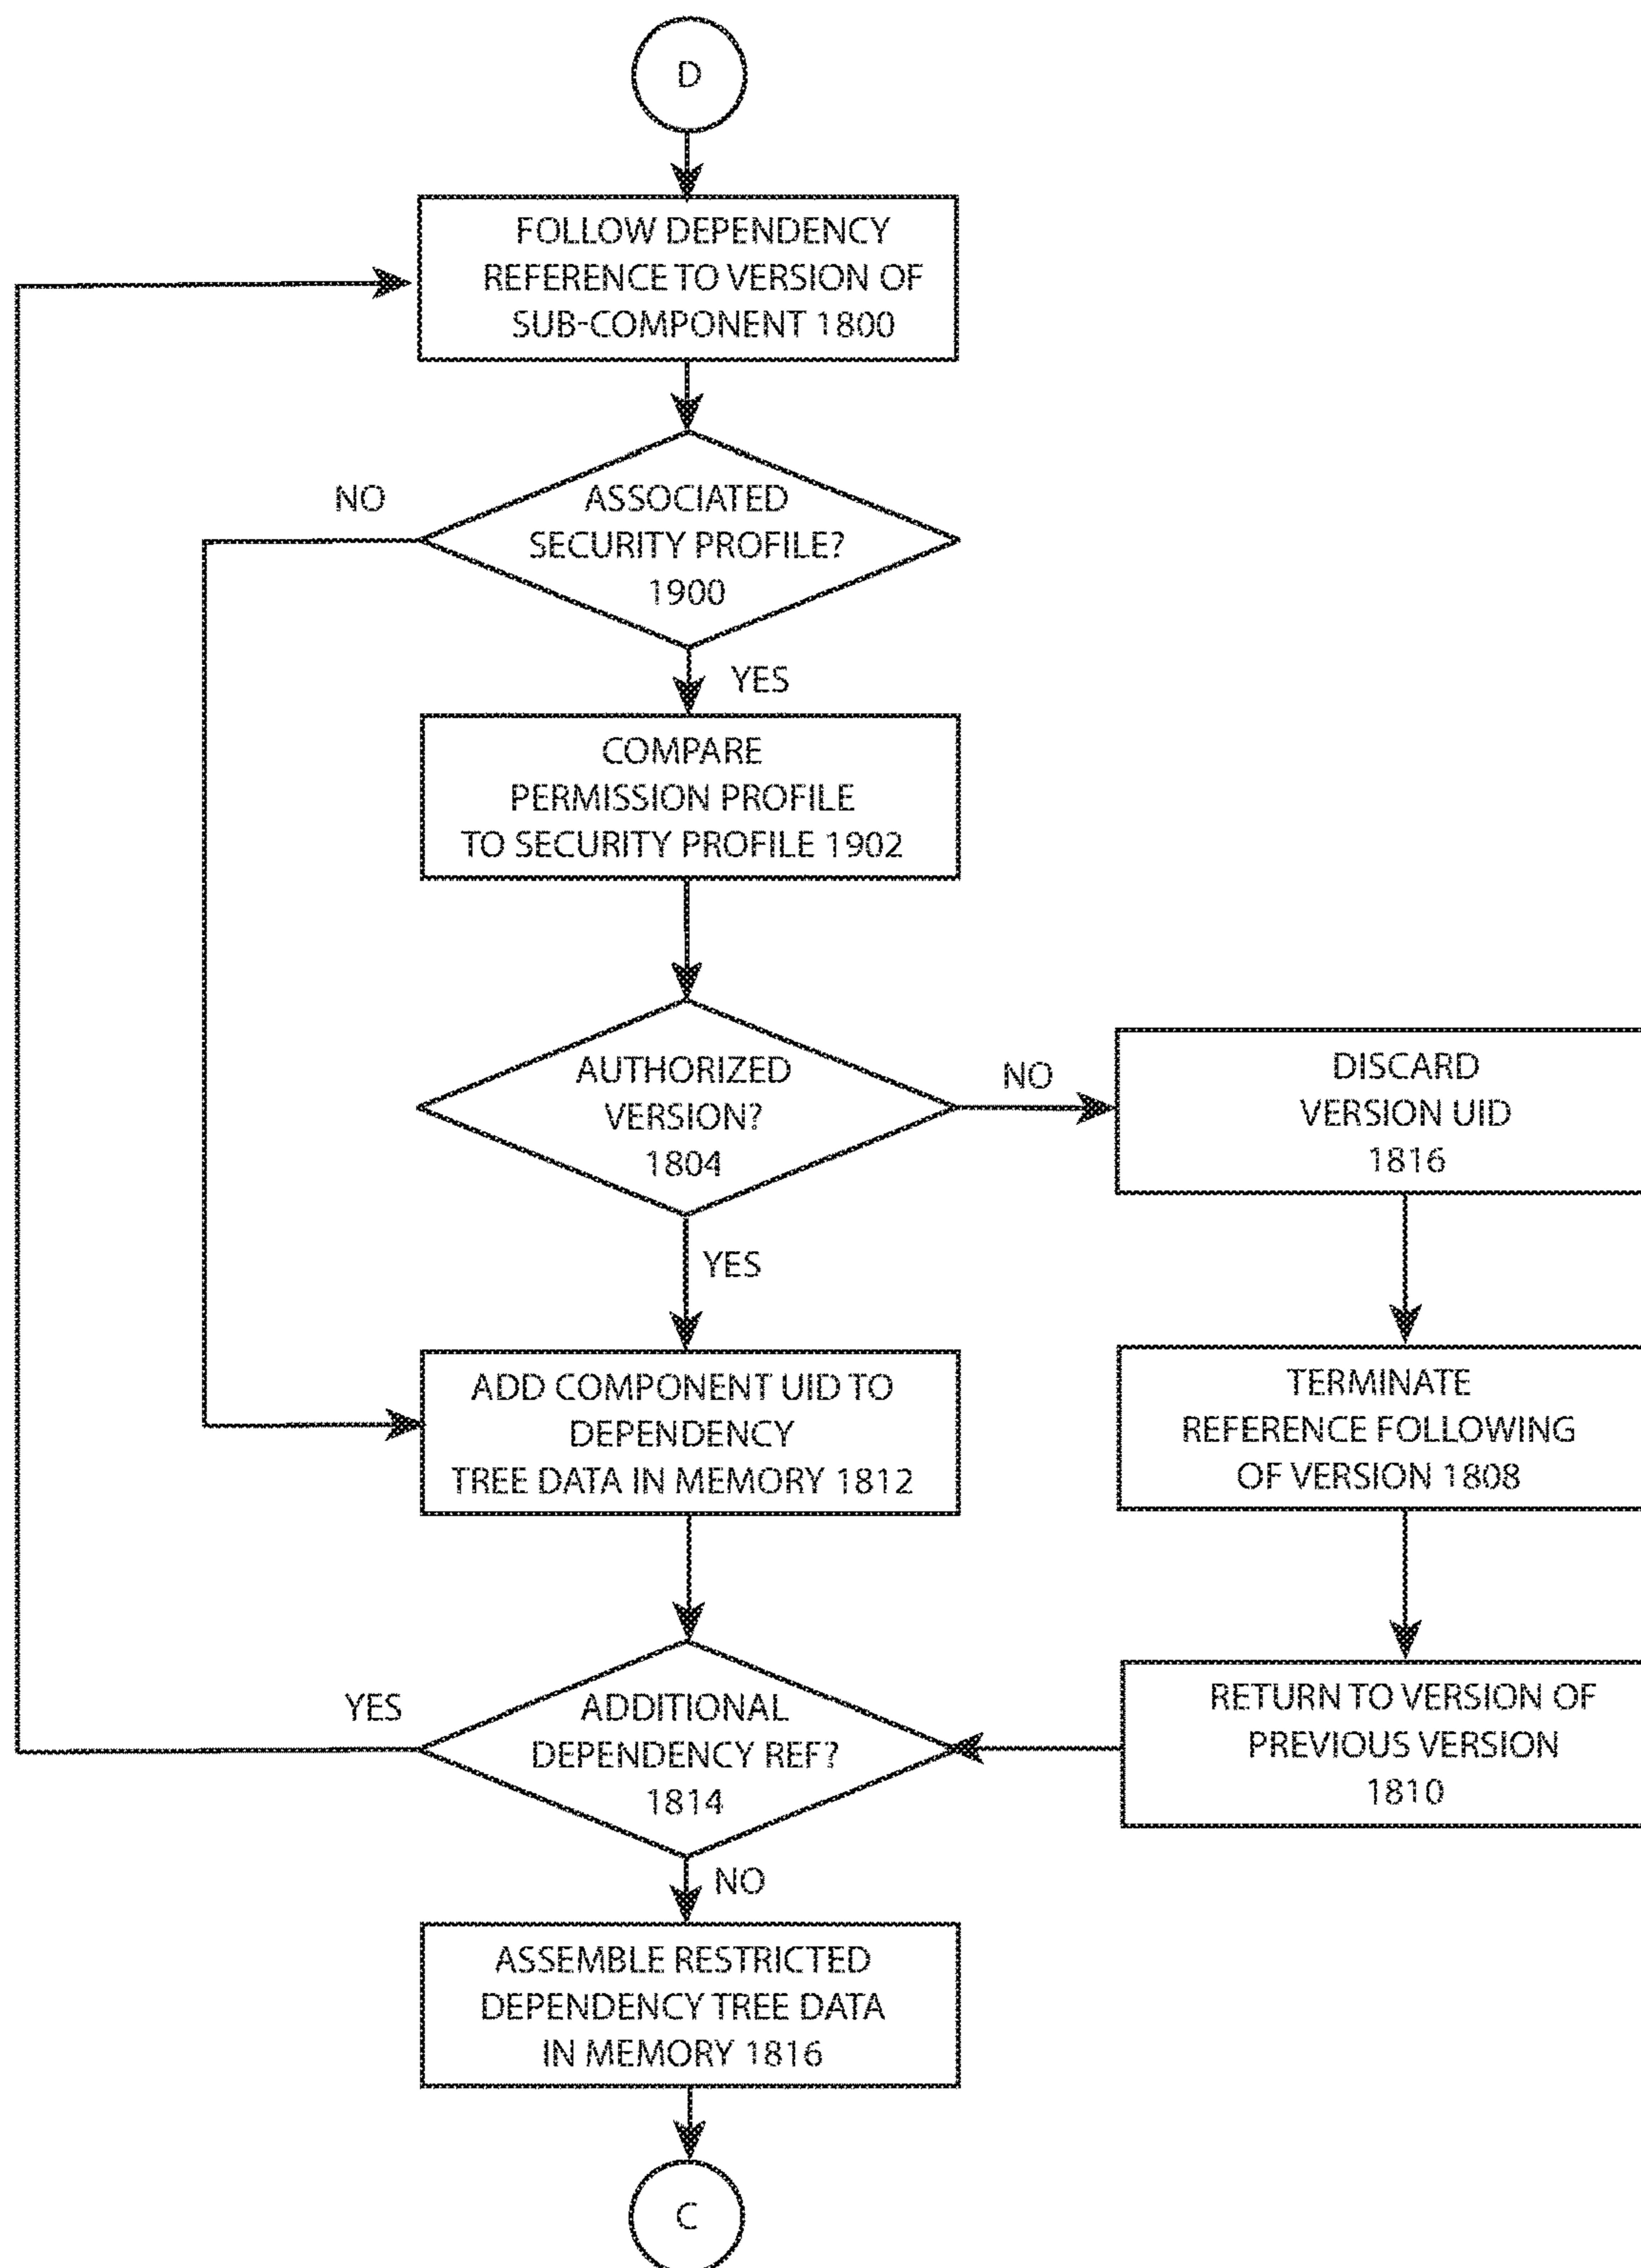 D
FOLLOW DEPENDENCY
REFERENCE TO VERSION OF
SUB-COMPONENT 1800
NO
ASSOCIATED
SECURITY PROFILE?
1900
YES
COMPARE
PERMISSION PROFILE
TO SECURITY PROFILE 1902
AUTHORIZED
VERSION?
1804
NO
DISCARD
VERSION UID
1816
YES
ADD COMPONENT UID TO
DEPENDENCY
TREE DATA IN MEMORY 1812
TERMINATE
REFERENCE FOLLOWING
OF VERSION 1808
YES
ADDITIONAL
DEPENDENCY REF?
1814
RETURN TO VERSION OF
PREVIOUS VERSION
1810
NO
ASSEMBLE RESTRICTED
DEPENDENCY TREE DATA
IN MEMORY 1816
C